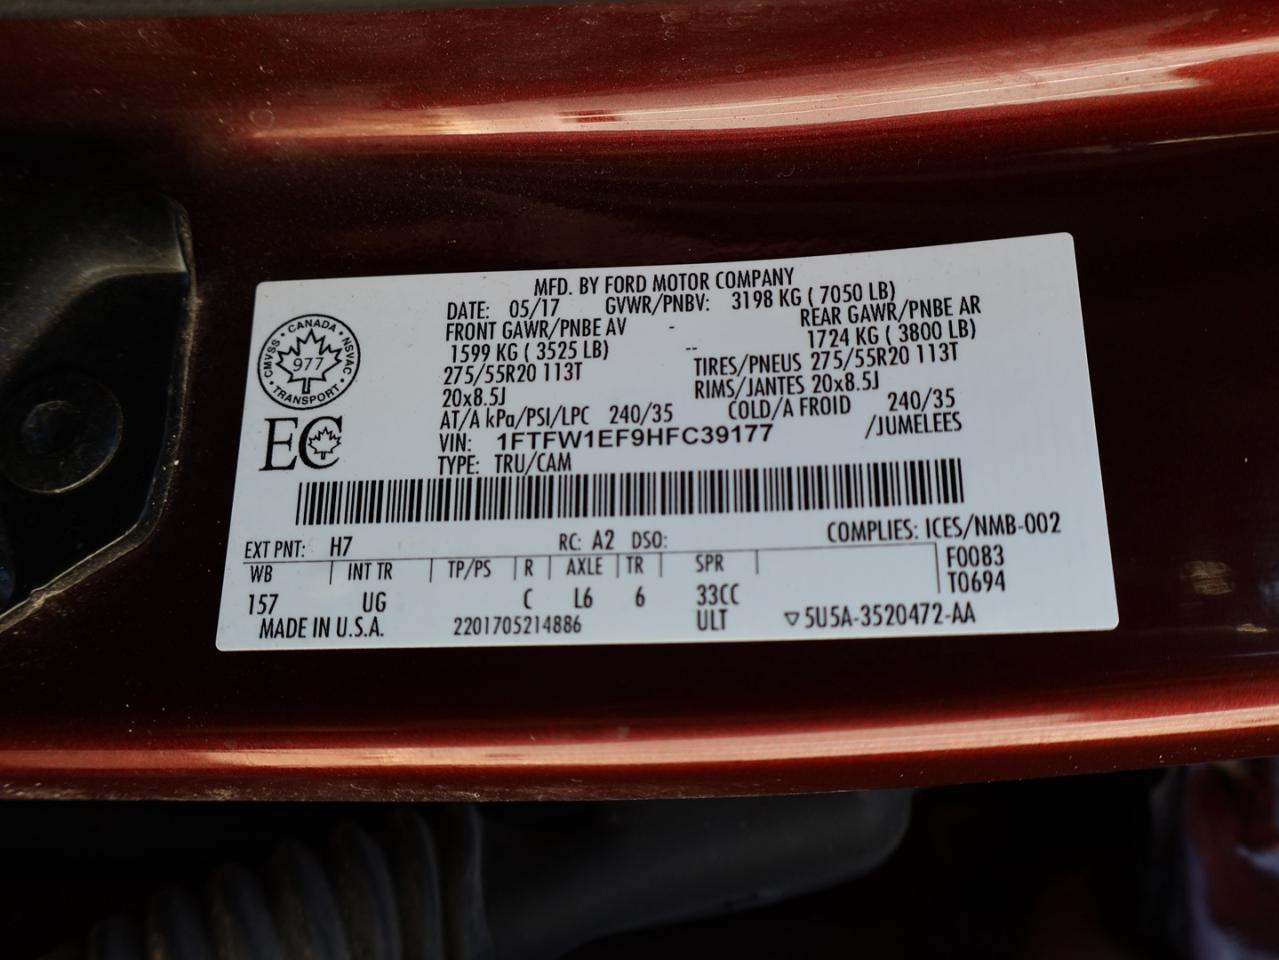 MFD. BY FORD MOTOR COMPANY
DATE: 05/17 GVWR/PNBV: 3198 KG ( 7050 LB)
FRONT GAWR/PNBE AV - REAR GAWR/PNBE AR
1599 KG ( 3525 LB) -- 1724 KG ( 3800 LB)
275/55R20 113T TIRES/PNEUS 275/55R20 113T
20x8.5J RIMS/JANTES 20x8.5J
AT/A kPa/PSI/LPC 240/35 COLD/A FROID 240/35
VIN: 1FTFW1EF9HFC39177 /JUMELEES
TYPE: TRU/CAM
CANADA
CMVSS · NSVAC
977
TRANSPORT
EC
COMPLIES: ICES/NMB-002
EXT PNT: H7 RC: A2 DSO:
WB INT TR TP/PS R AXLE TR SPR F0083
157 UG C L6 6 33CC T0694
MADE IN U.S.A. 2201705214886 ULT ▽5U5A-3520472-AA